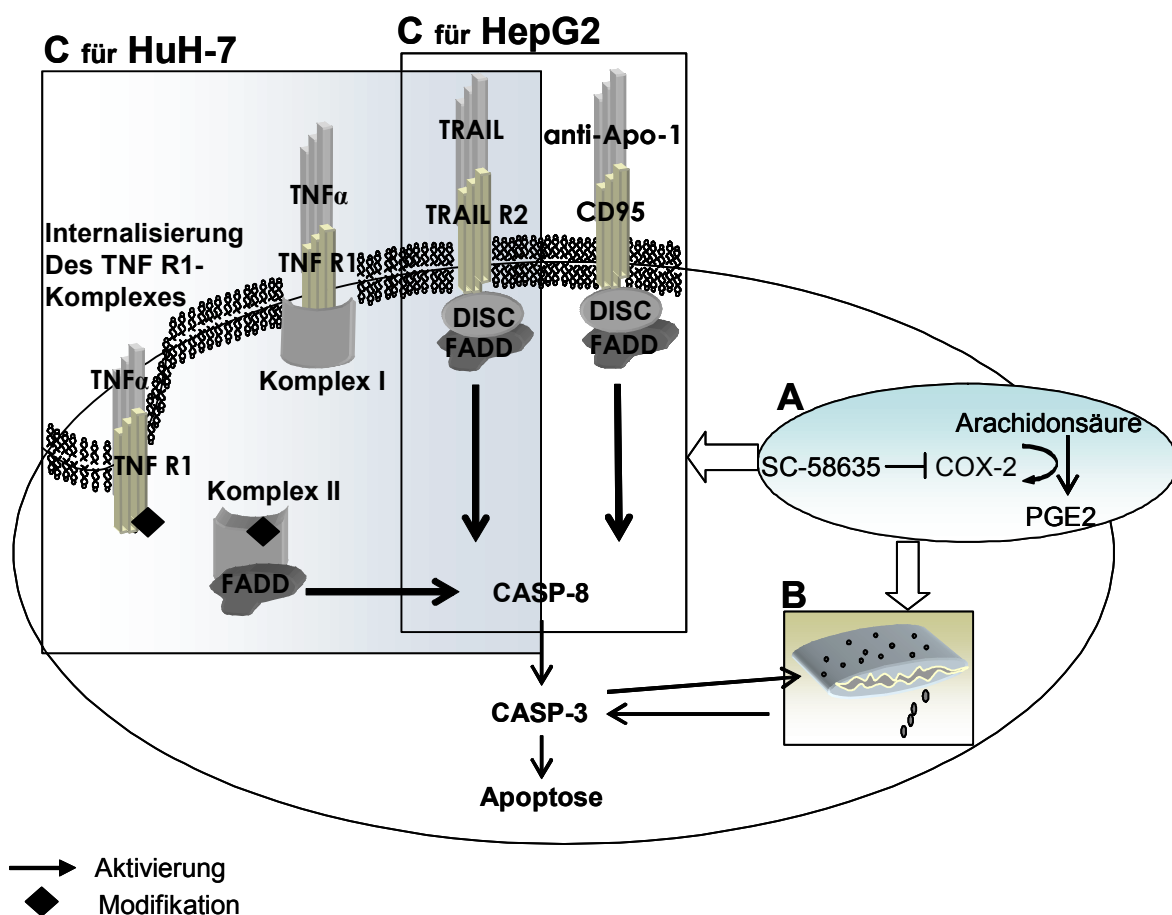 C für HuH-7
C für HepG2
TRAIL
anti-Apo-1
TNFα
TRAIL R2
CD95
Internalisierung
Des TNF R1-
Komplexes
TNF R1
DISC
FADD
DISC
FADD
Komplex I
TNFα
TNF R1
Komplex II
FADD
CASP-8
A
Arachidonsäure
SC-58635
COX-2
PGE2
B
CASP-3
Apoptose
Aktivierung
Modifikation